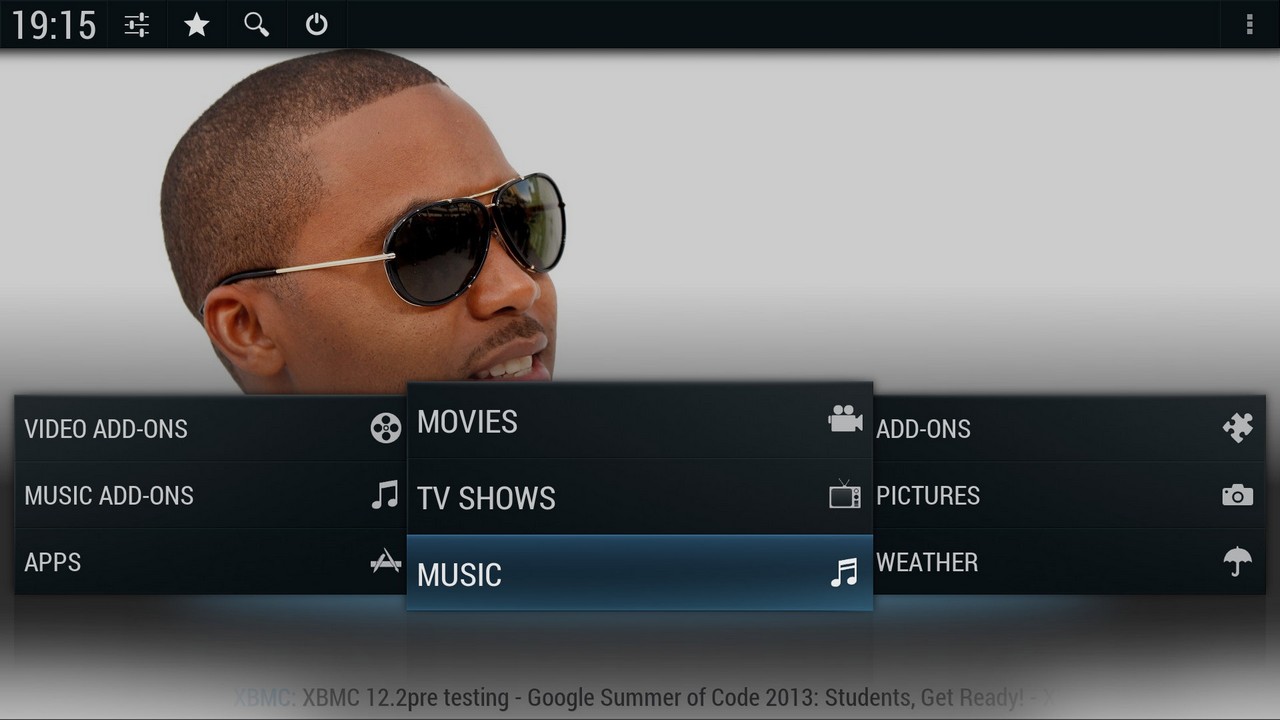 19:15
VIDEO ADD-ONS
MUSIC ADD-ONS
APPS
MOVIES
TV SHOWS
MUSIC
ADD-ONS
PICTURES
WEATHER
XBMC: XBMC 12.2pre testing - Google Summer of Code 2013: Students, Get Ready! - X